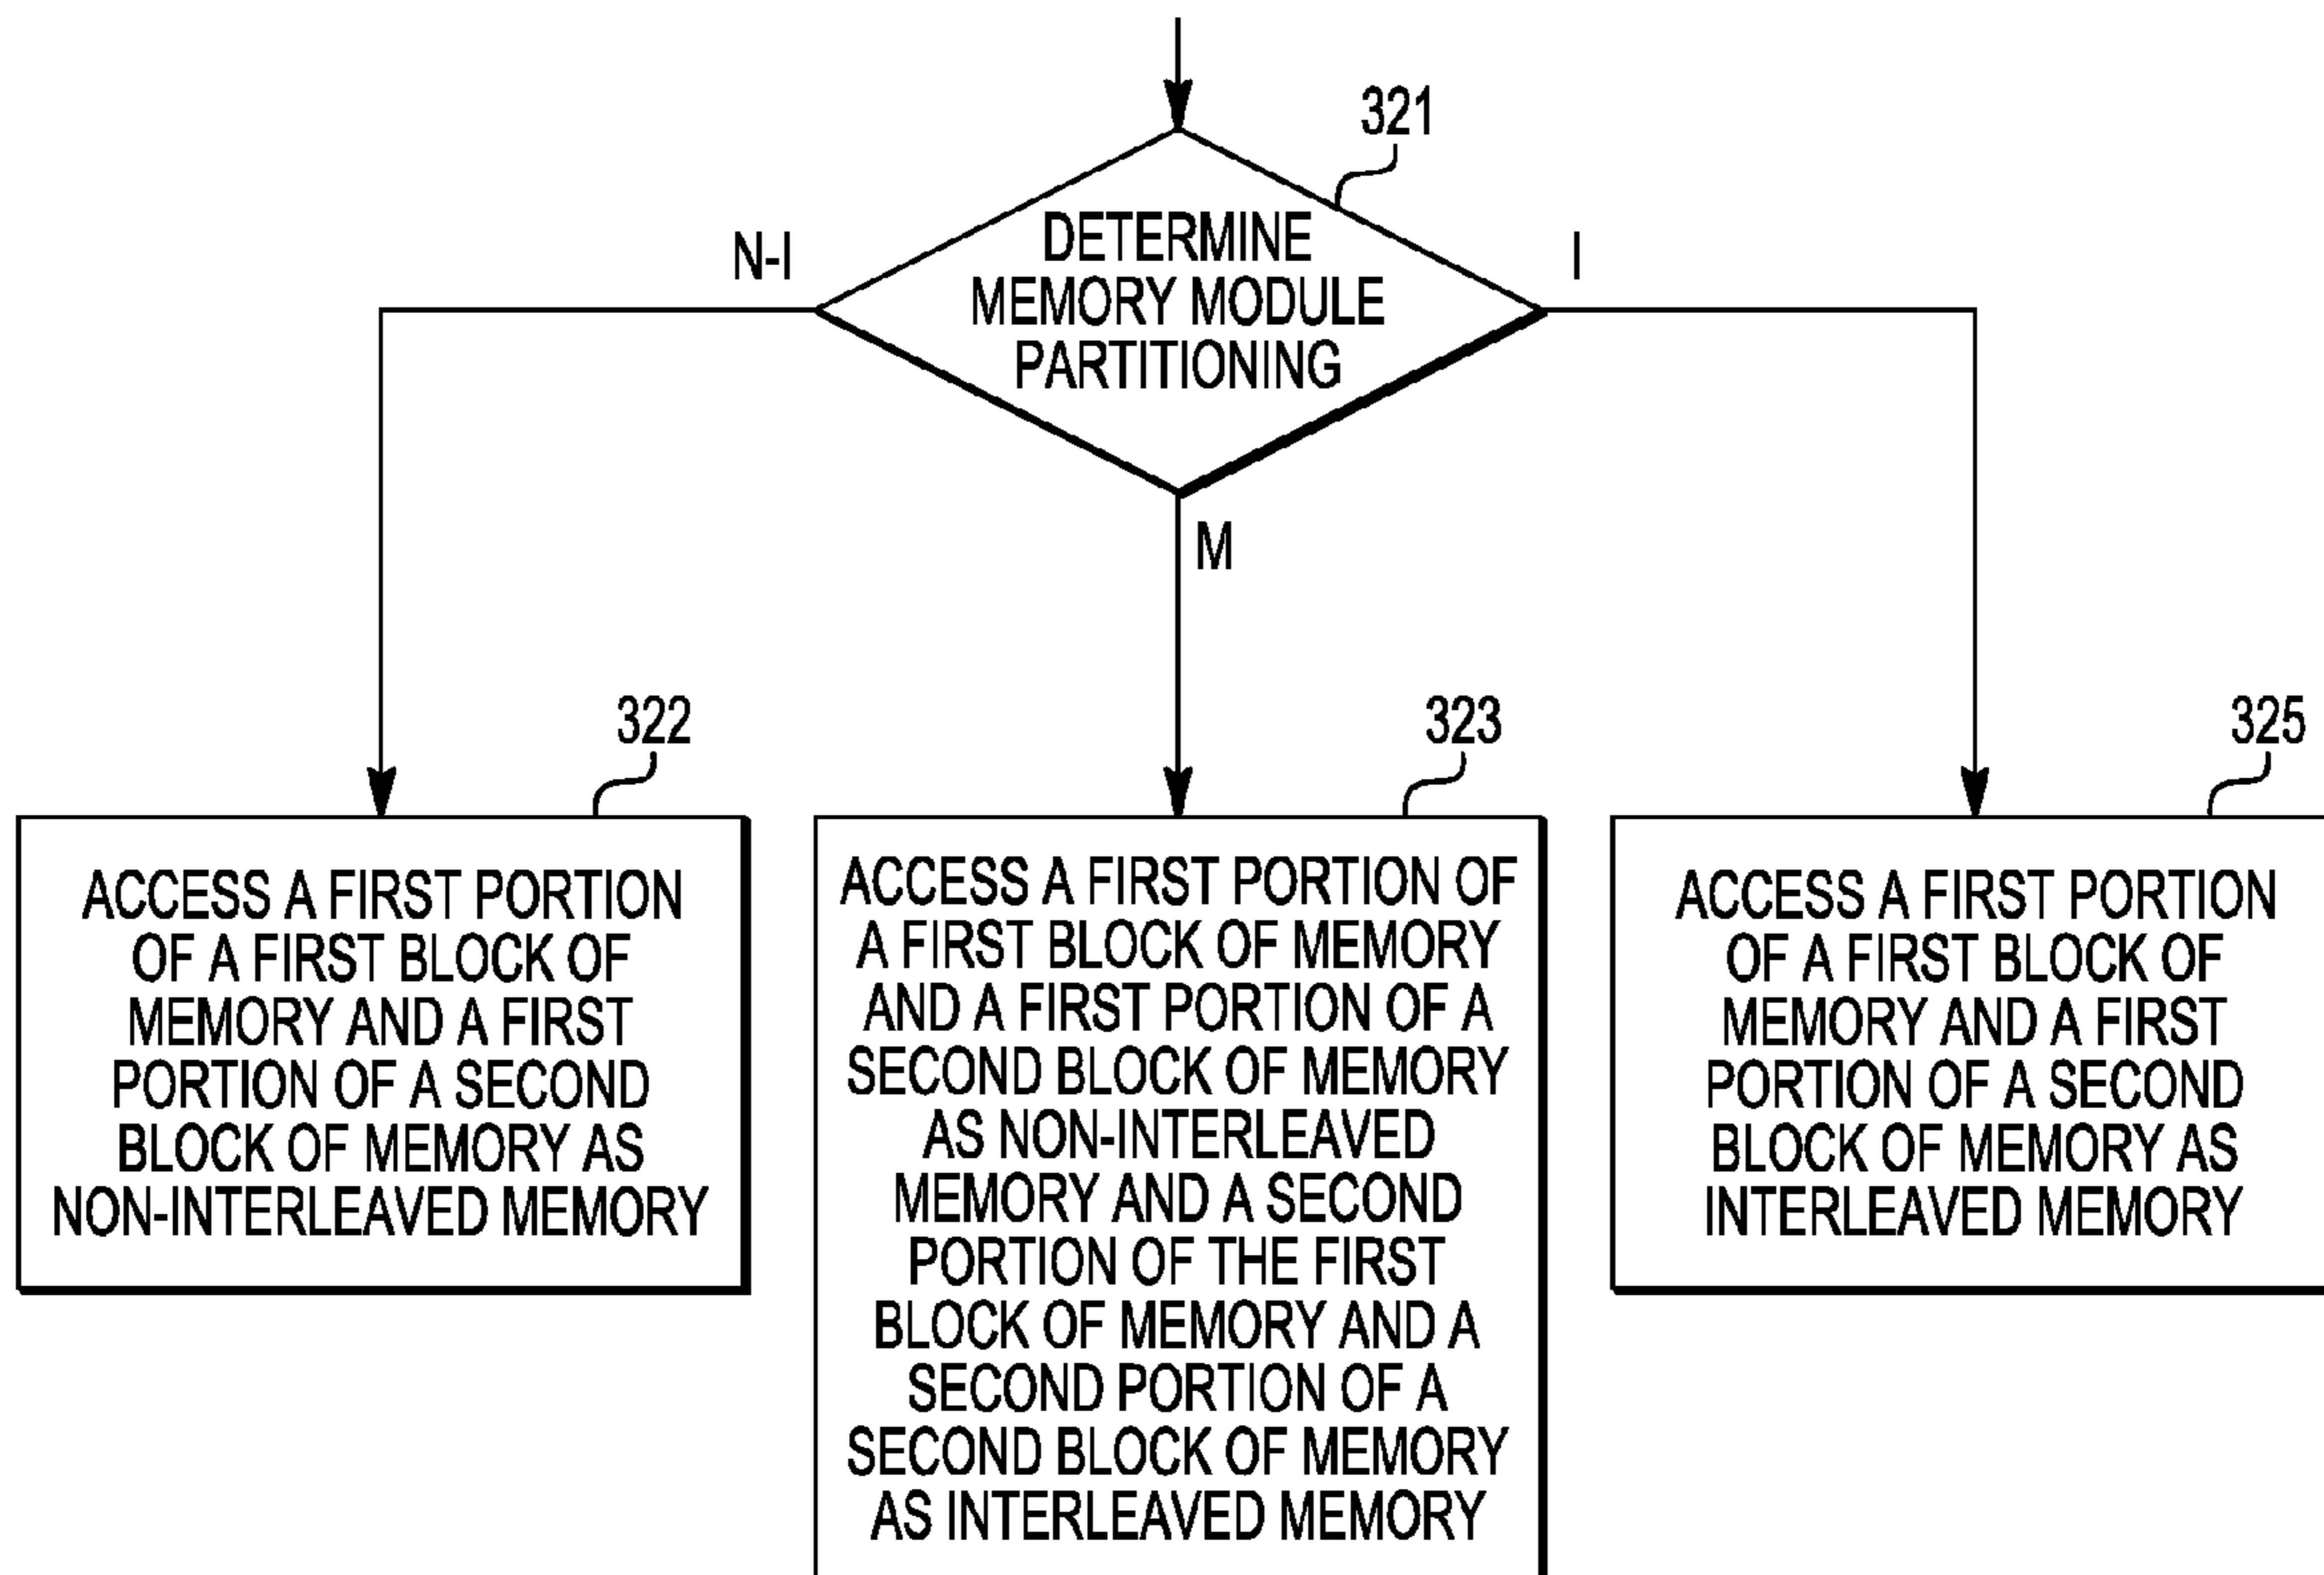 321
DETERMINE
MEMORY MODULE
PARTITIONING
N-I
I
M
322
ACCESS A FIRST PORTION
OF A FIRST BLOCK OF
MEMORY AND A FIRST
PORTION OF A SECOND
BLOCK OF MEMORY AS
NON-INTERLEAVED MEMORY
323
ACCESS A FIRST PORTION OF
A FIRST BLOCK OF MEMORY
AND A FIRST PORTION OF A
SECOND BLOCK OF MEMORY
AS NON-INTERLEAVED
MEMORY AND A SECOND
PORTION OF THE FIRST
BLOCK OF MEMORY AND A
SECOND PORTION OF A
SECOND BLOCK OF MEMORY
AS INTERLEAVED MEMORY
325
ACCESS A FIRST PORTION
OF A FIRST BLOCK OF
MEMORY AND A FIRST
PORTION OF A SECOND
BLOCK OF MEMORY AS
INTERLEAVED MEMORY